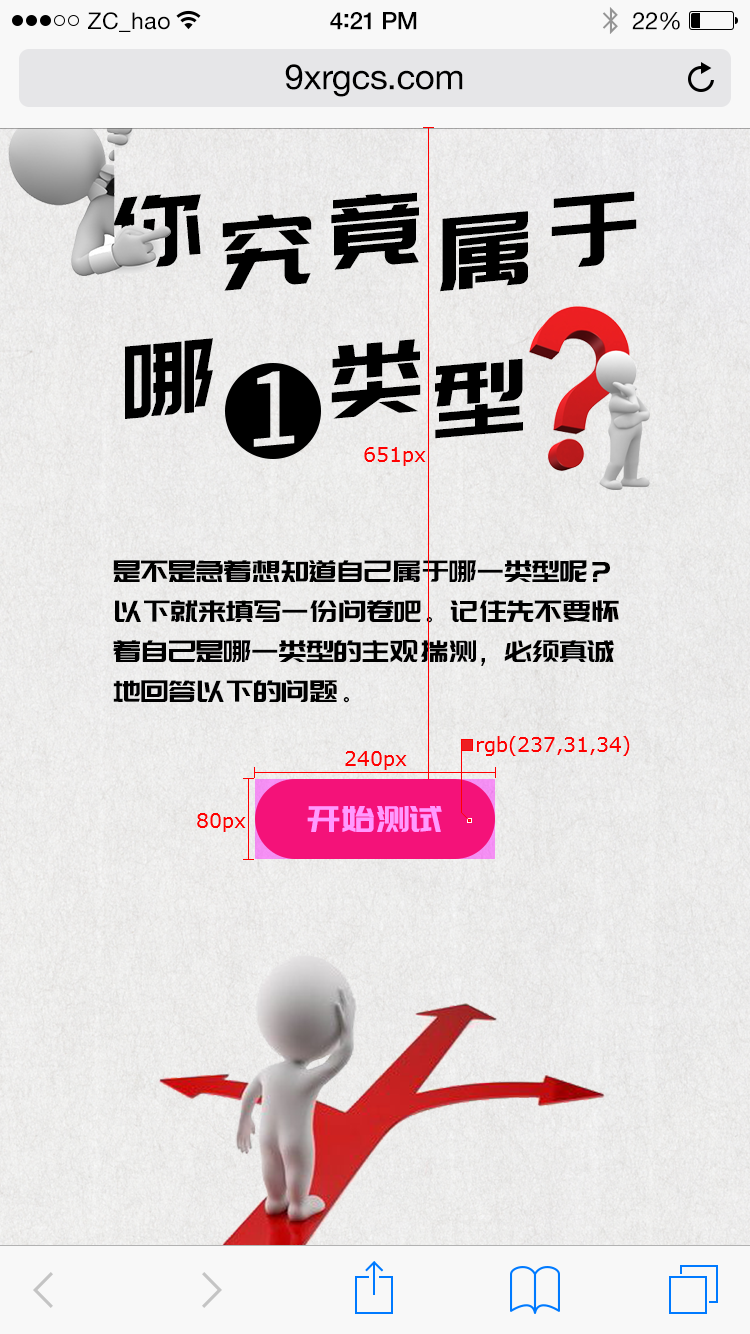 ZC_hao 4:21 PM 22%
9xrgcs.com
你究竟属于
哪1类型?
651px
是不是急着想知道自己属于哪一类型呢？
以下就来填写一份问卷吧。记住先不要怀
着自己是哪一类型的主观揣测，必须真诚
地回答以下的问题。
rgb(237,31,34)
240px
80px
开始测试